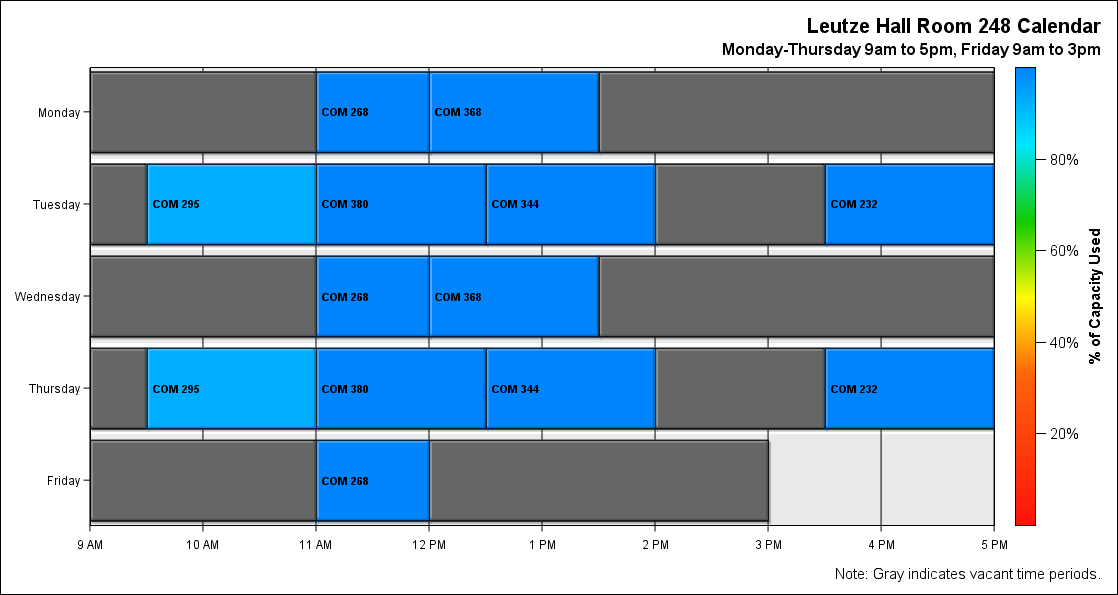 Leutze Hall Room 248 Calendar
Monday-Thursday 9am to 5pm, Friday 9am to 3pm
Monday
COM 268
COM 368
Tuesday
COM 295
COM 380
COM 344
COM 232
Wednesday
COM 268
COM 368
Thursday
COM 295
COM 380
COM 344
COM 232
Friday
COM 268
9 AM
10 AM
11 AM
12 PM
1 PM
2 PM
3 PM
4 PM
5 PM
80%
60%
40%
20%
% of Capacity Used
Note: Gray indicates vacant time periods.